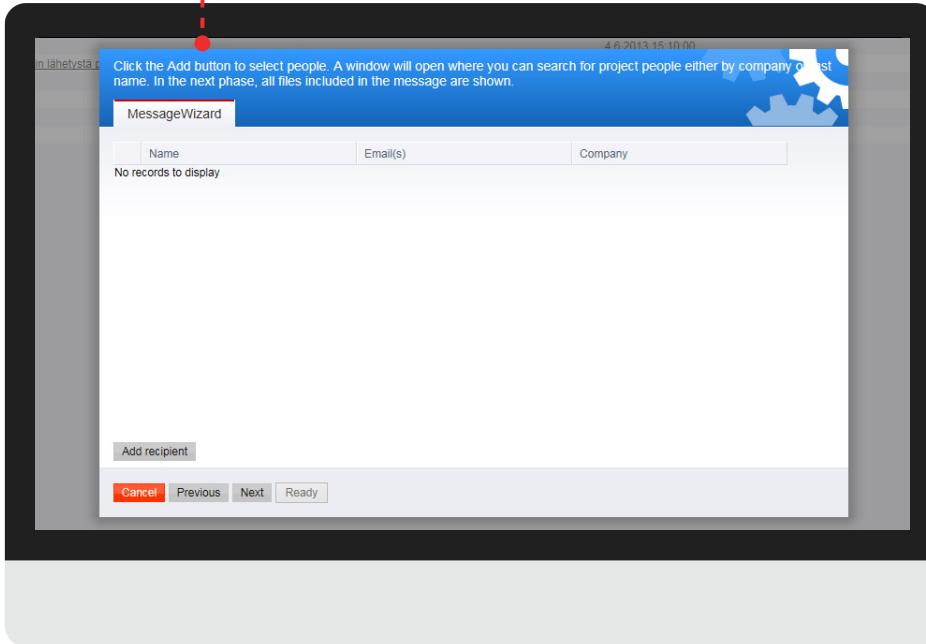 4.6.2013 15:10:00
in lähetystä
Click the Add button to select people. A window will open where you can search for project people either by company or last
name. In the next phase, all files included in the message are shown.
MessageWizard
Name Email(s) Company
No records to display
Add recipient
Cancel Previous Next Ready